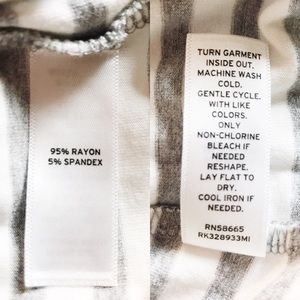 95% RAYON
5% SPANDEX
TURN GARMENT
INSIDE OUT.
MACHINE WASH
COLD.
GENTLE CYCLE.
WITH LIKE
COLORS.
ONLY
NON-CHLORINE
BLEACH IF
NEEDED
RESHAPE.
LAY FLAT TO
DRY.
COOL IRON IF
NEEDED.
RN58665
RK328933MI